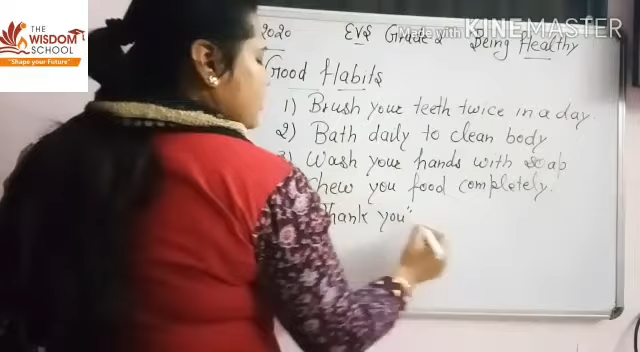 THE
WISDOM
SCHOOL
"Shape your Future"
Made with KINEMASTER
2020 EVS Grade 2 Being Healthy
Good Habits
1) Brush your teeth twice in a day.
2) Bath daily to clean body
3) Wash your hands with soap
Chew you food completely.
Thank you"